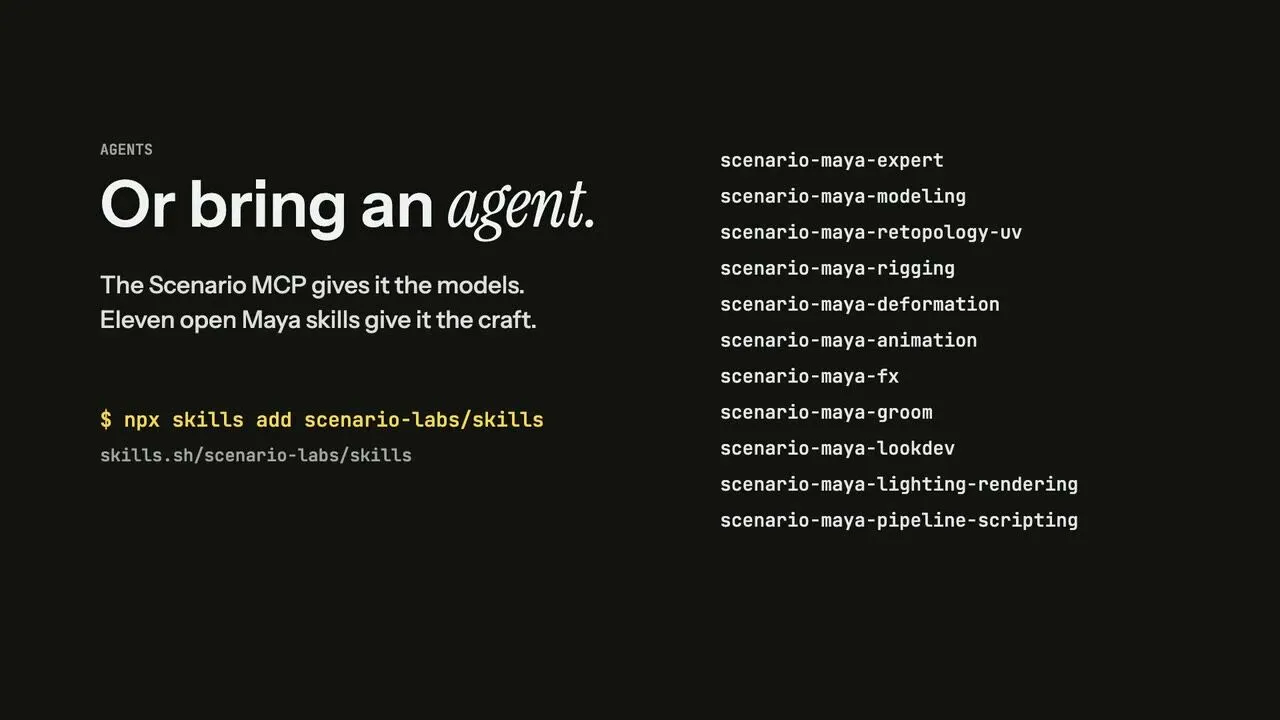 AGENTS
Or bring an agent.
The Scenario MCP gives it the models.
Eleven open Maya skills give it the craft.
$ npx skills add scenario-labs/skills
skills.sh/scenario-labs/skills
scenario-maya-expert
scenario-maya-modeling
scenario-maya-retopology-uv
scenario-maya-rigging
scenario-maya-deformation
scenario-maya-animation
scenario-maya-fx
scenario-maya-groom
scenario-maya-lookdev
scenario-maya-lighting-rendering
scenario-maya-pipeline-scripting